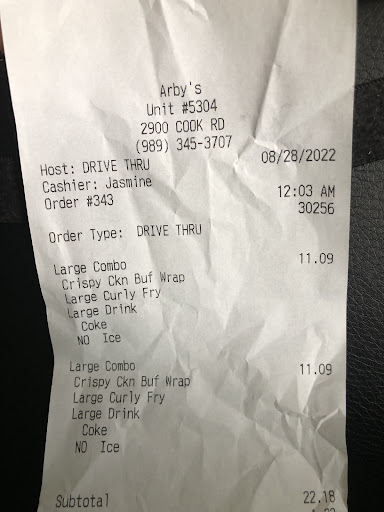 Arby's
Unit #5304
2900 COOK RD
(989) 345-3707
Host: DRIVE THRU 08/28/2022
Cashier: Jasmine
Order #343 12:03 AM
30256
Order Type: DRIVE THRU
Large Combo 11.09
Crispy Ckn Buf Wrap
Large Curly Fry
Large Drink
Coke
NO Ice
Large Combo 11.09
Crispy Ckn Buf Wrap
Large Curly Fry
Large Drink
Coke
NO Ice
Subtotal 22.18